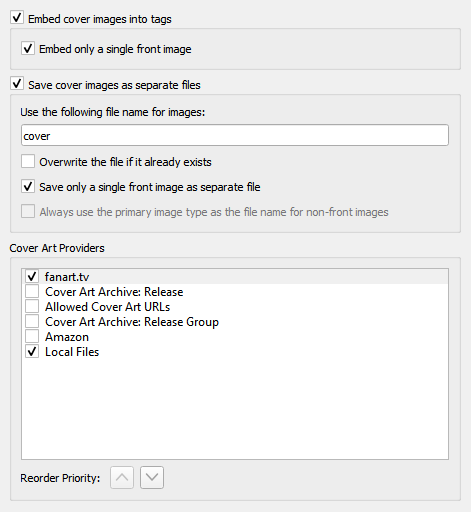 Embed cover images into tags
Embed only a single front image
Save cover images as separate files
Use the following file name for images:
cover
Overwrite the file if it already exists
Save only a single front image as separate file
Always use the primary image type as the file name for non-front images
Cover Art Providers
fanart.tv
Cover Art Archive: Release
Allowed Cover Art URLs
Cover Art Archive: Release Group
Amazon
Local Files
Reorder Priority: